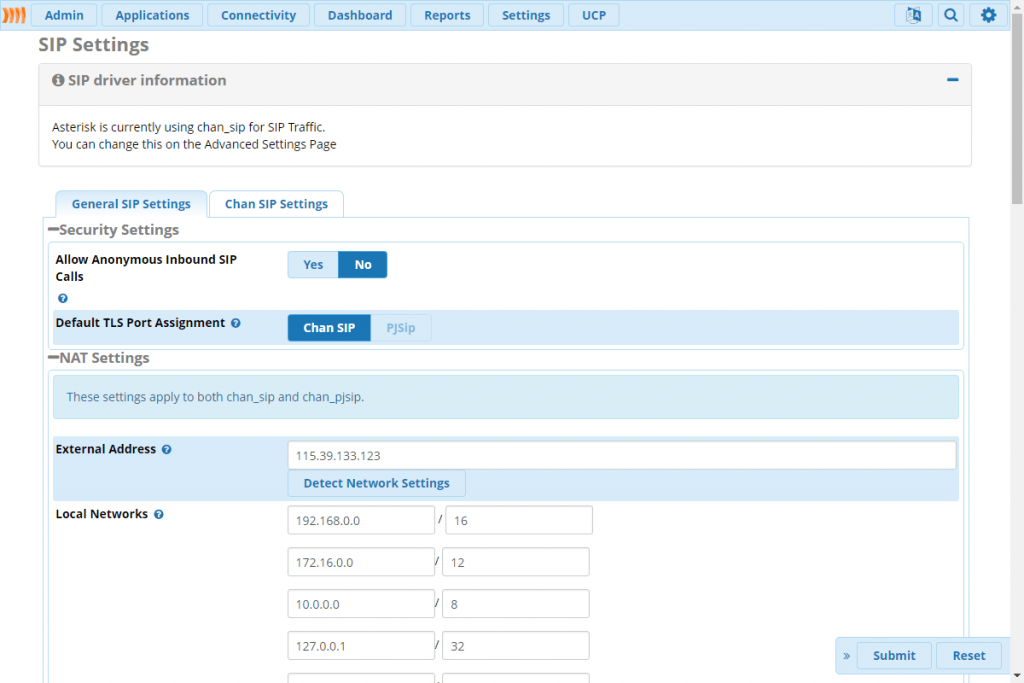 Admin Applications Connectivity Dashboard Reports Settings UCP
SIP Settings
SIP driver information
Asterisk is currently using chan_sip for SIP Traffic.
You can change this on the Advanced Settings Page
General SIP Settings Chan SIP Settings
Security Settings
Allow Anonymous Inbound SIP
Calls
Yes No
Default TLS Port Assignment
Chan SIP PJSip
NAT Settings
These settings apply to both chan_sip and chan_pjsip.
External Address
115.39.133.123
Detect Network Settings
Local Networks
192.168.0.0 / 16
172.16.0.0 / 12
10.0.0.0 / 8
127.0.0.1 / 32
» Submit Reset